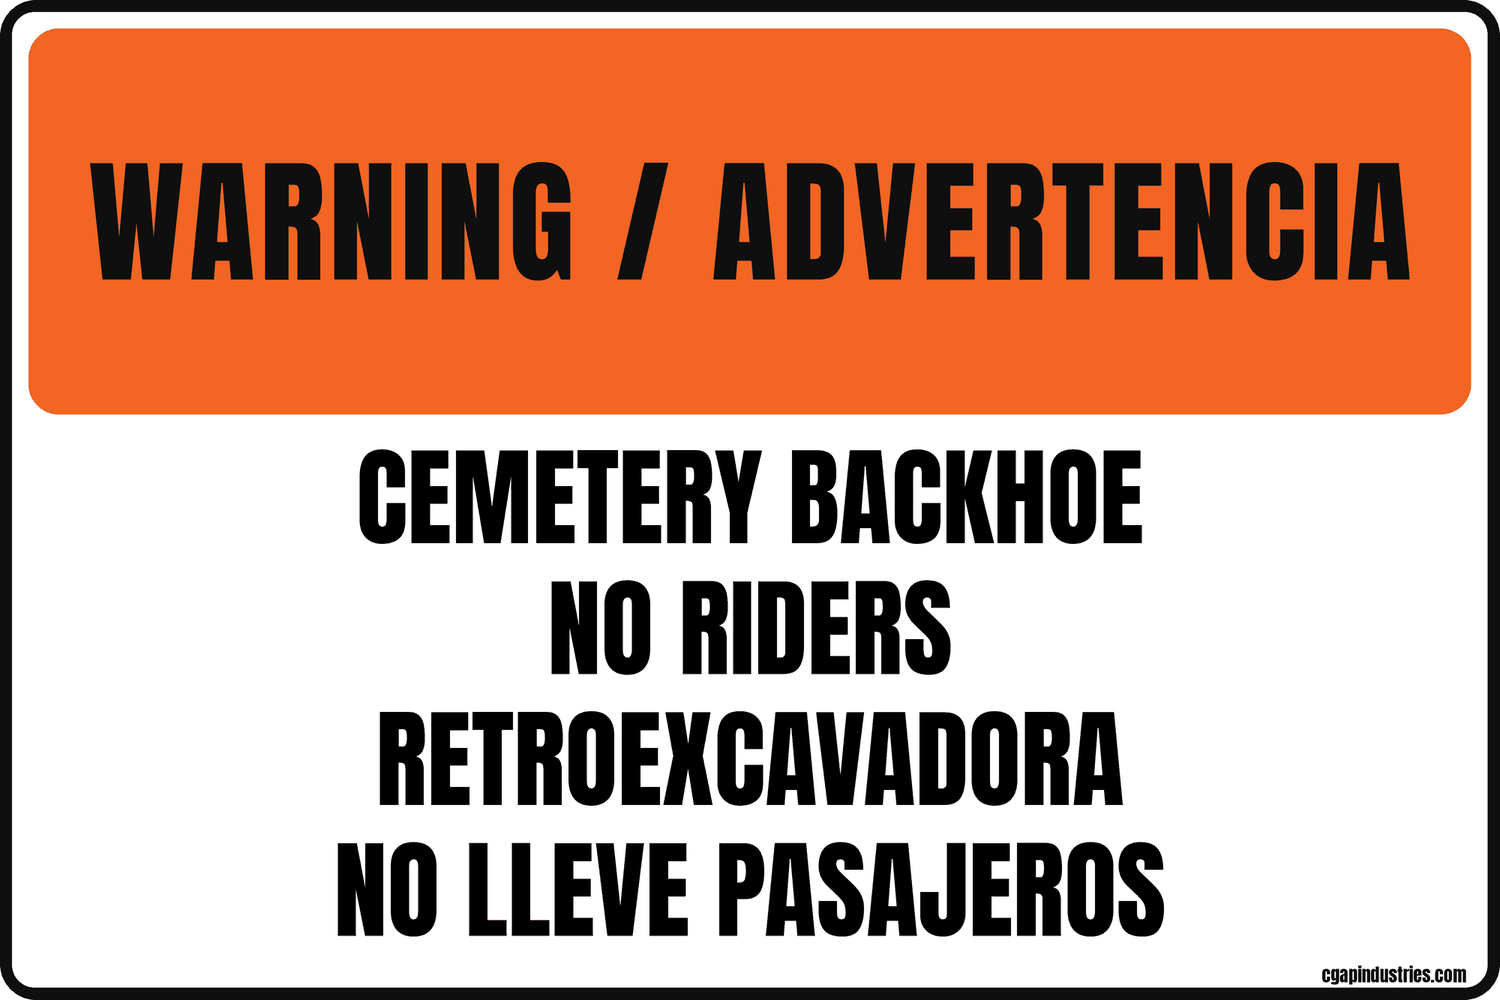 WARNING / ADVERTENCIA
CEMETERY BACKHOE
NO RIDERS
RETROEXCAVADORA
NO LLEVE PASAJEROS
cgapindustries.com